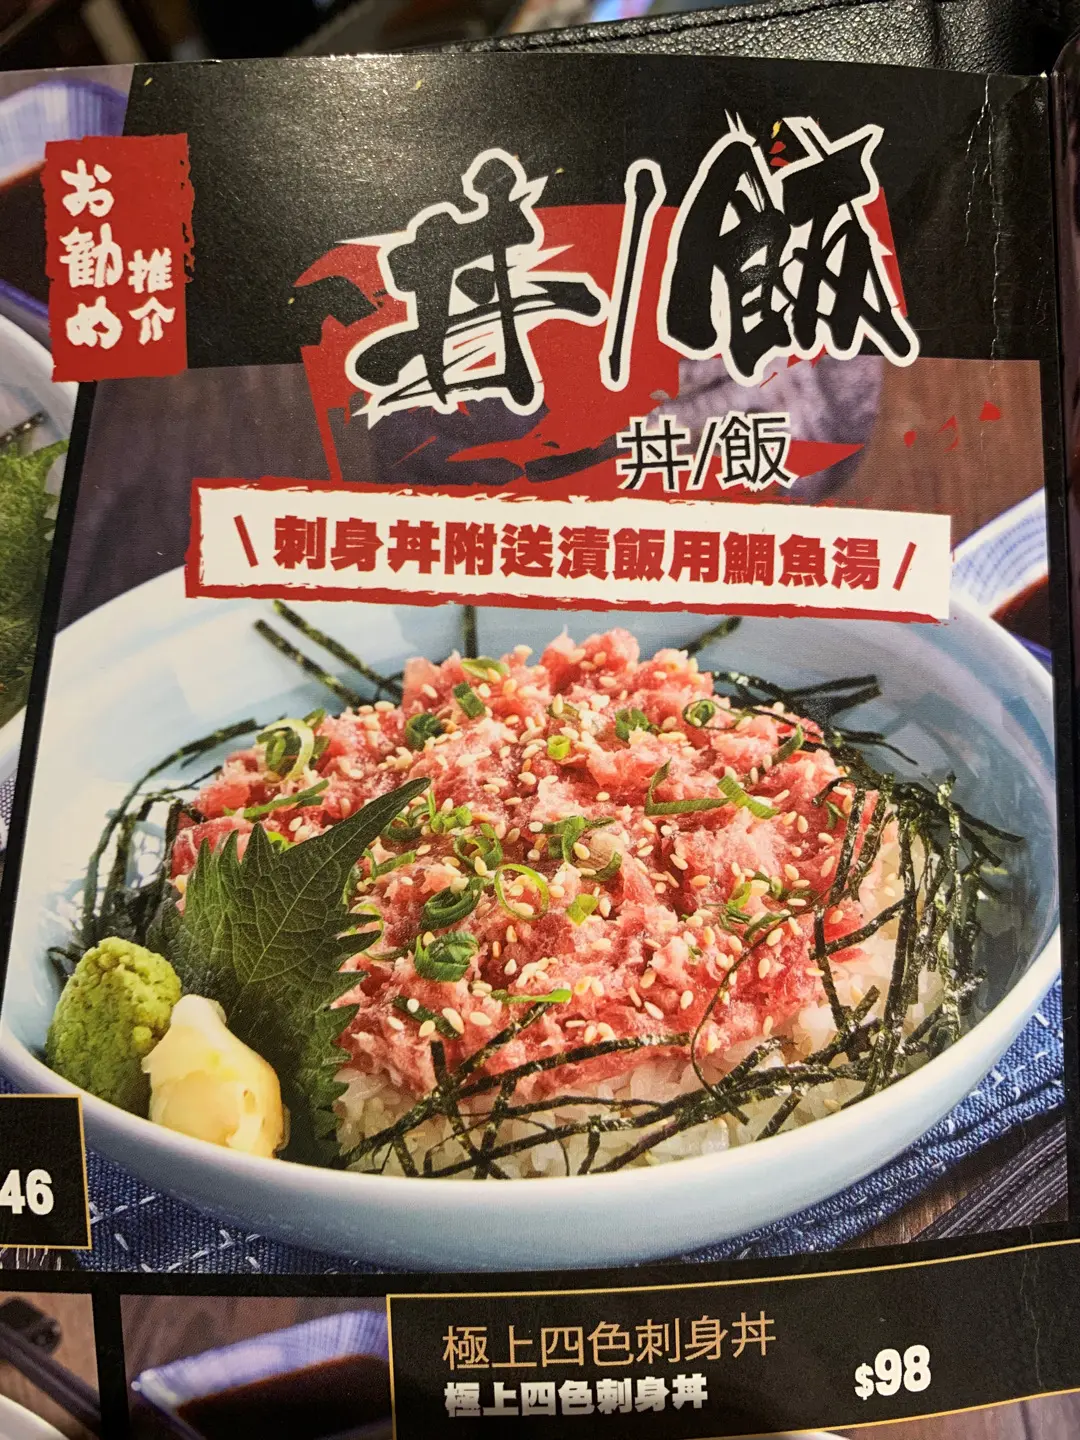 お勧め
推介
丼/飯
丼/飯
\ 刺身丼附送漬飯用鯛魚湯 /
46
極上四色刺身丼
極上四色刺身丼
$98